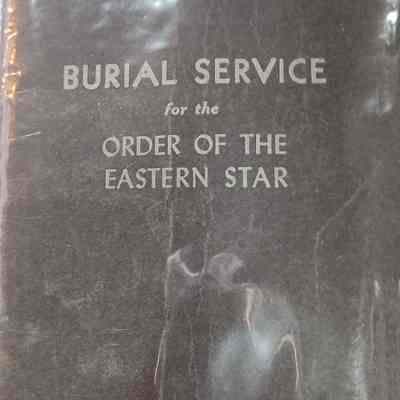 BURIAL SERVICE
for the
ORDER OF THE
EASTERN STAR